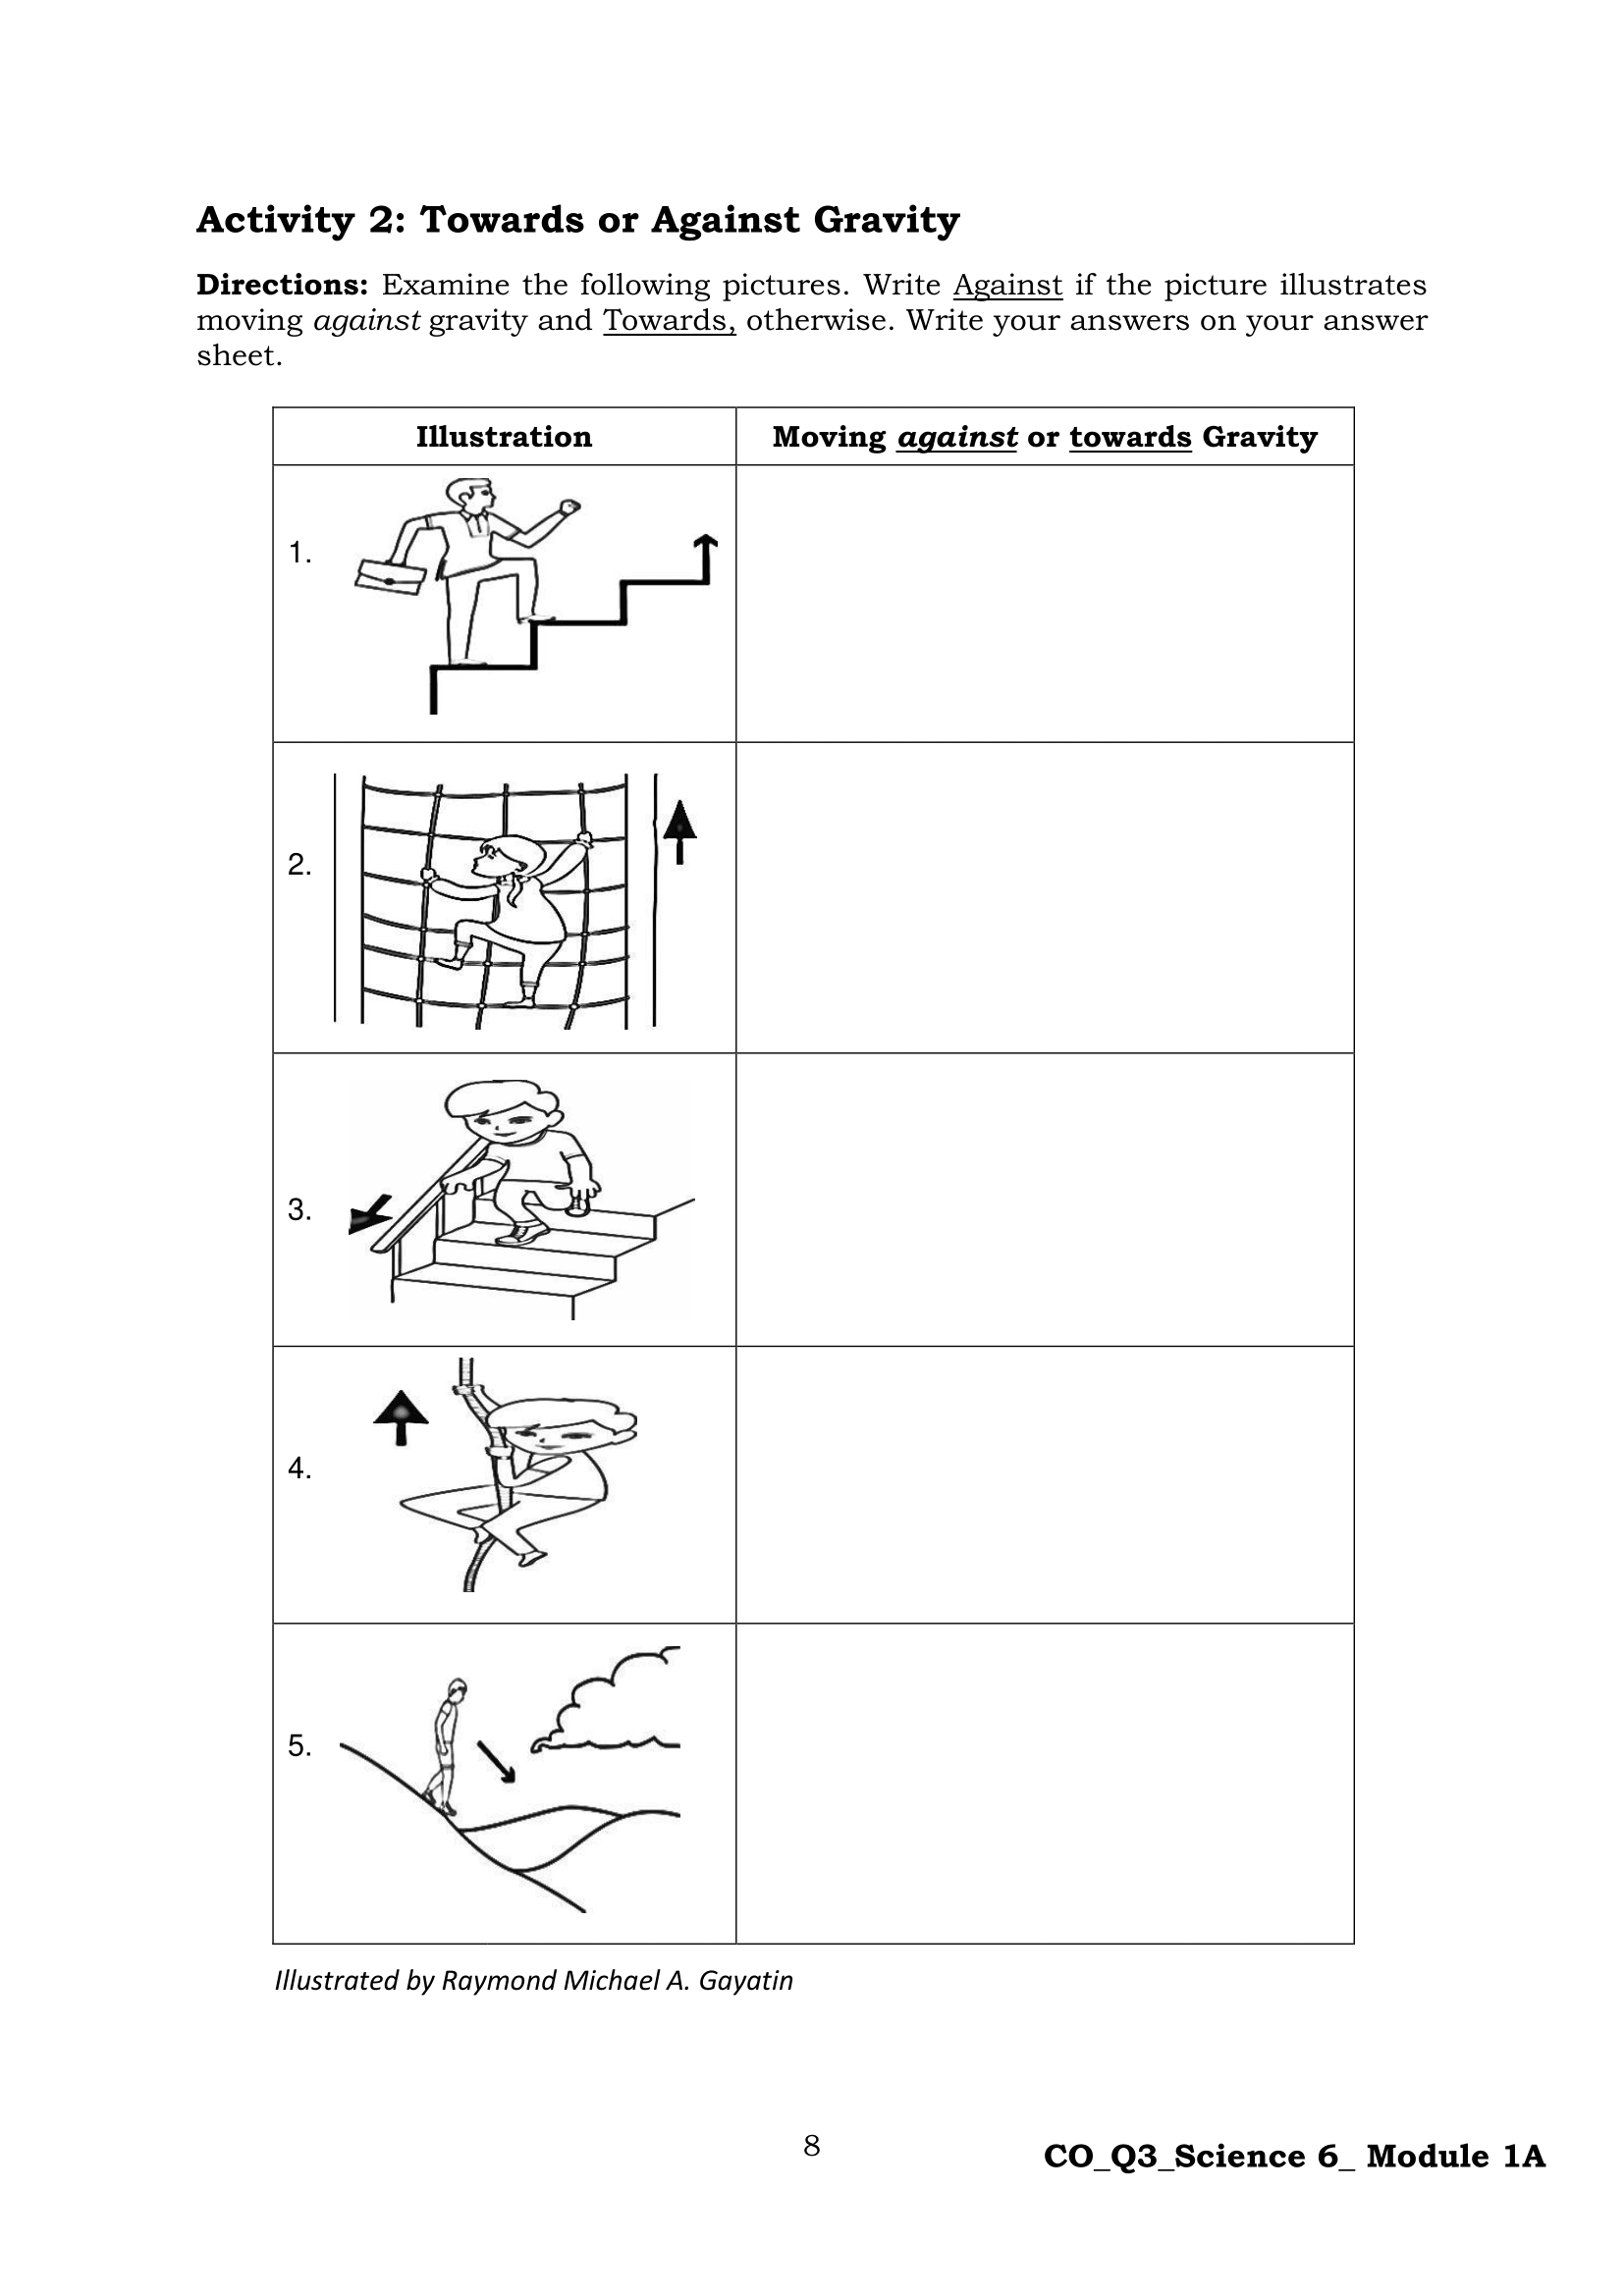 Activity 2: Towards or Against Gravity
Directions: Examine the following pictures. Write Against if the picture illustrates
moving against gravity and Towards, otherwise. Write your answers on your answer
sheet.
Illustration
Moving against or towards Gravity
1.
2.
3.
4.
5.
Illustrated by Raymond Michael A. Gayatin
8
CO_Q3_Science 6_ Module 1A